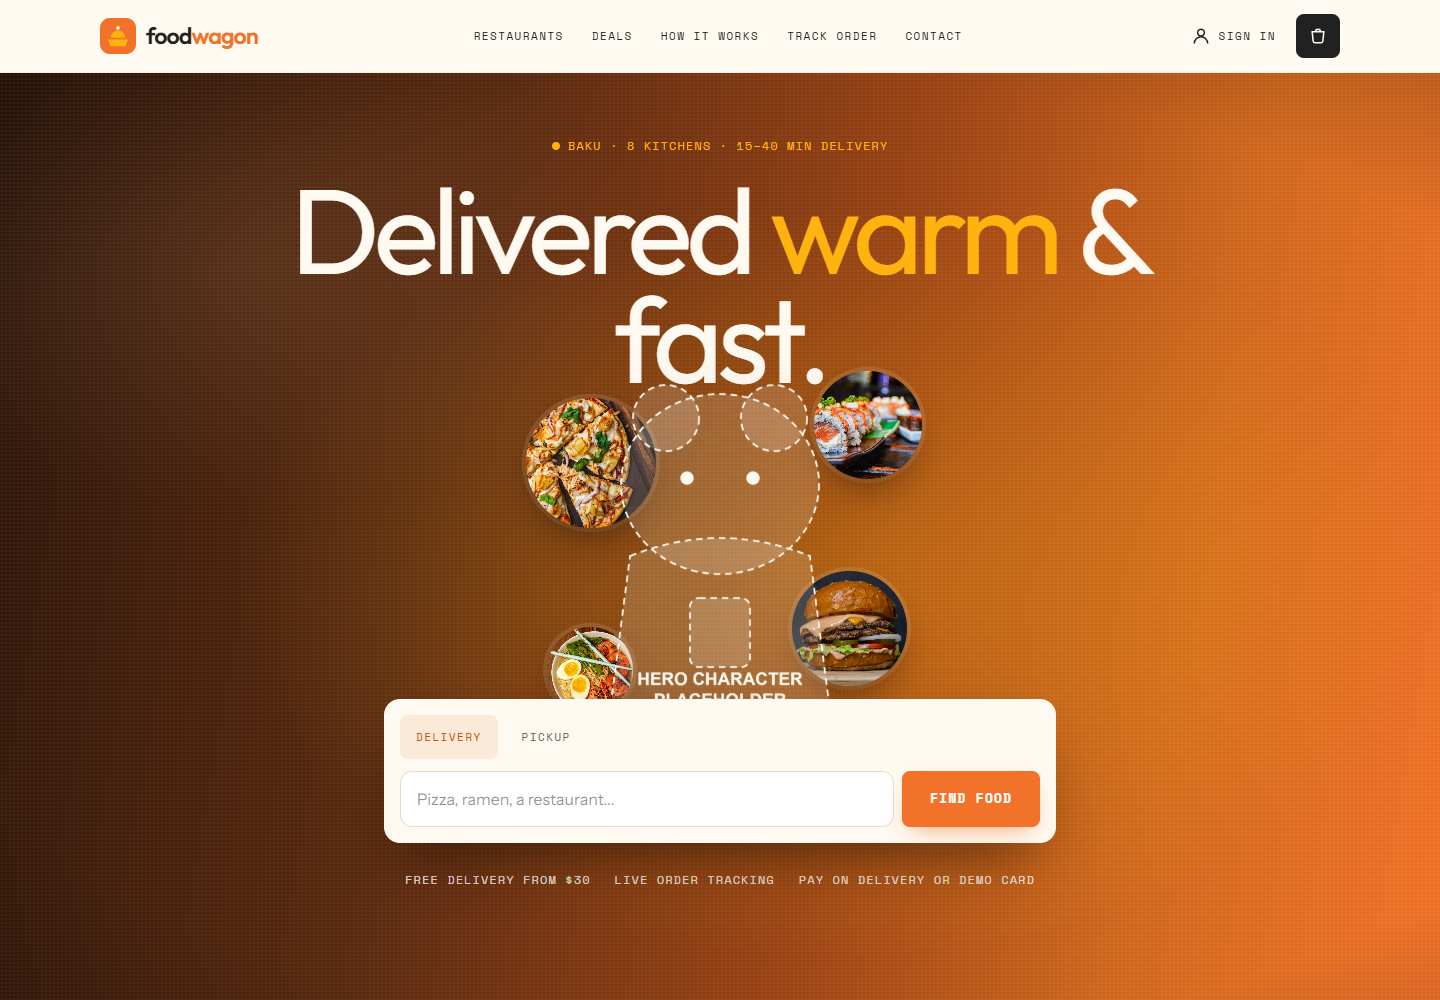 foodwagon
RESTAURANTS DEALS HOW IT WORKS TRACK ORDER CONTACT
SIGN IN
BAKU · 8 KITCHENS · 15–40 MIN DELIVERY
Delivered warm &
fast.
HERO CHARACTER
PLACEHOLDER
DELIVERY PICKUP
Pizza, ramen, a restaurant...
FIND FOOD
FREE DELIVERY FROM $30 LIVE ORDER TRACKING PAY ON DELIVERY OR DEMO CARD